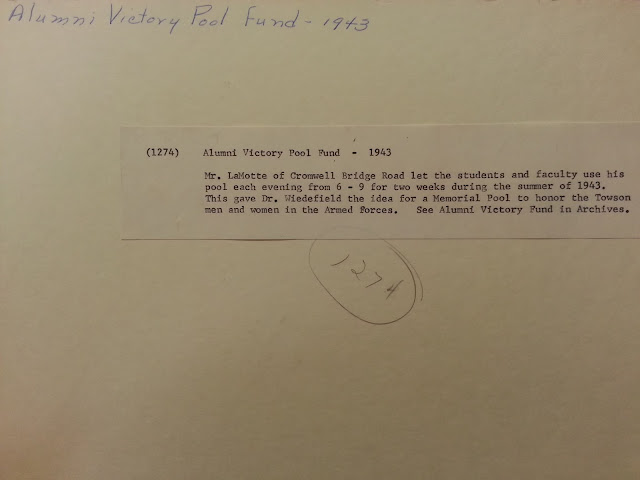 Alumni Victory Pool Fund - 1943
(1274) Alumni Victory Pool Fund - 1943
Mr. LaMotte of Cromwell Bridge Road let the students and faculty use his
pool each evening from 6 - 9 for two weeks during the summer of 1943.
This gave Dr. Wiedefield the idea for a Memorial Pool to honor the Towson
men and women in the Armed forces. See Alumni Victory Fund in Archives.
1274